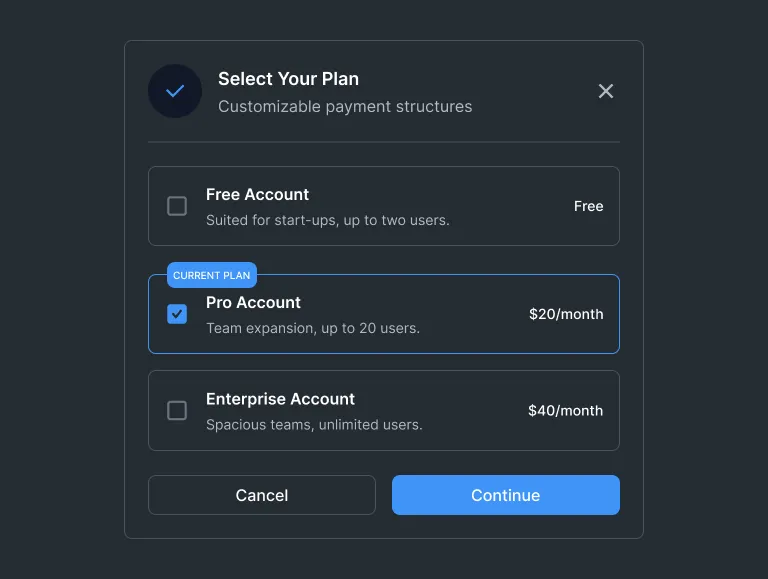 Select Your Plan
Customizable payment structures
Free Account
Suited for start-ups, up to two users.
Free
CURRENT PLAN
Pro Account
Team expansion, up to 20 users.
$20/month
Enterprise Account
Spacious teams, unlimited users.
$40/month
Cancel
Continue